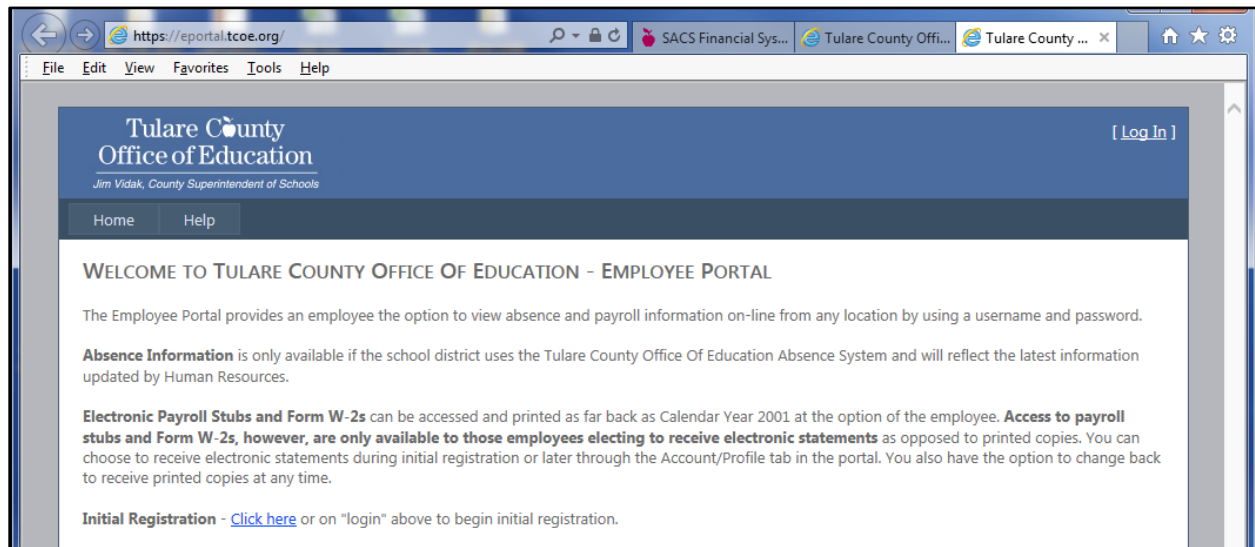 https://eportal.tcoe.org/
SACS Financial Sys...
Tulare County Offi...
Tulare County ...
File Edit View Favorites Tools Help
Tulare County
Office of Education
Jim Vidak, County Superintendent of Schools
[ Log In ]
Home Help
WELCOME TO TULARE COUNTY OFFICE OF EDUCATION - EMPLOYEE PORTAL
The Employee Portal provides an employee the option to view absence and payroll information on-line from any location by using a username and password.
Absence Information is only available if the school district uses the Tulare County Office Of Education Absence System and will reflect the latest information
updated by Human Resources.
Electronic Payroll Stubs and Form W-2s can be accessed and printed as far back as Calendar Year 2001 at the option of the employee. Access to payroll
stubs and Form W-2s, however, are only available to those employees electing to receive electronic statements as opposed to printed copies. You can
choose to receive electronic statements during initial registration or later through the Account/Profile tab in the portal. You also have the option to change back
to receive printed copies at any time.
Initial Registration - Click here or on "login" above to begin initial registration.